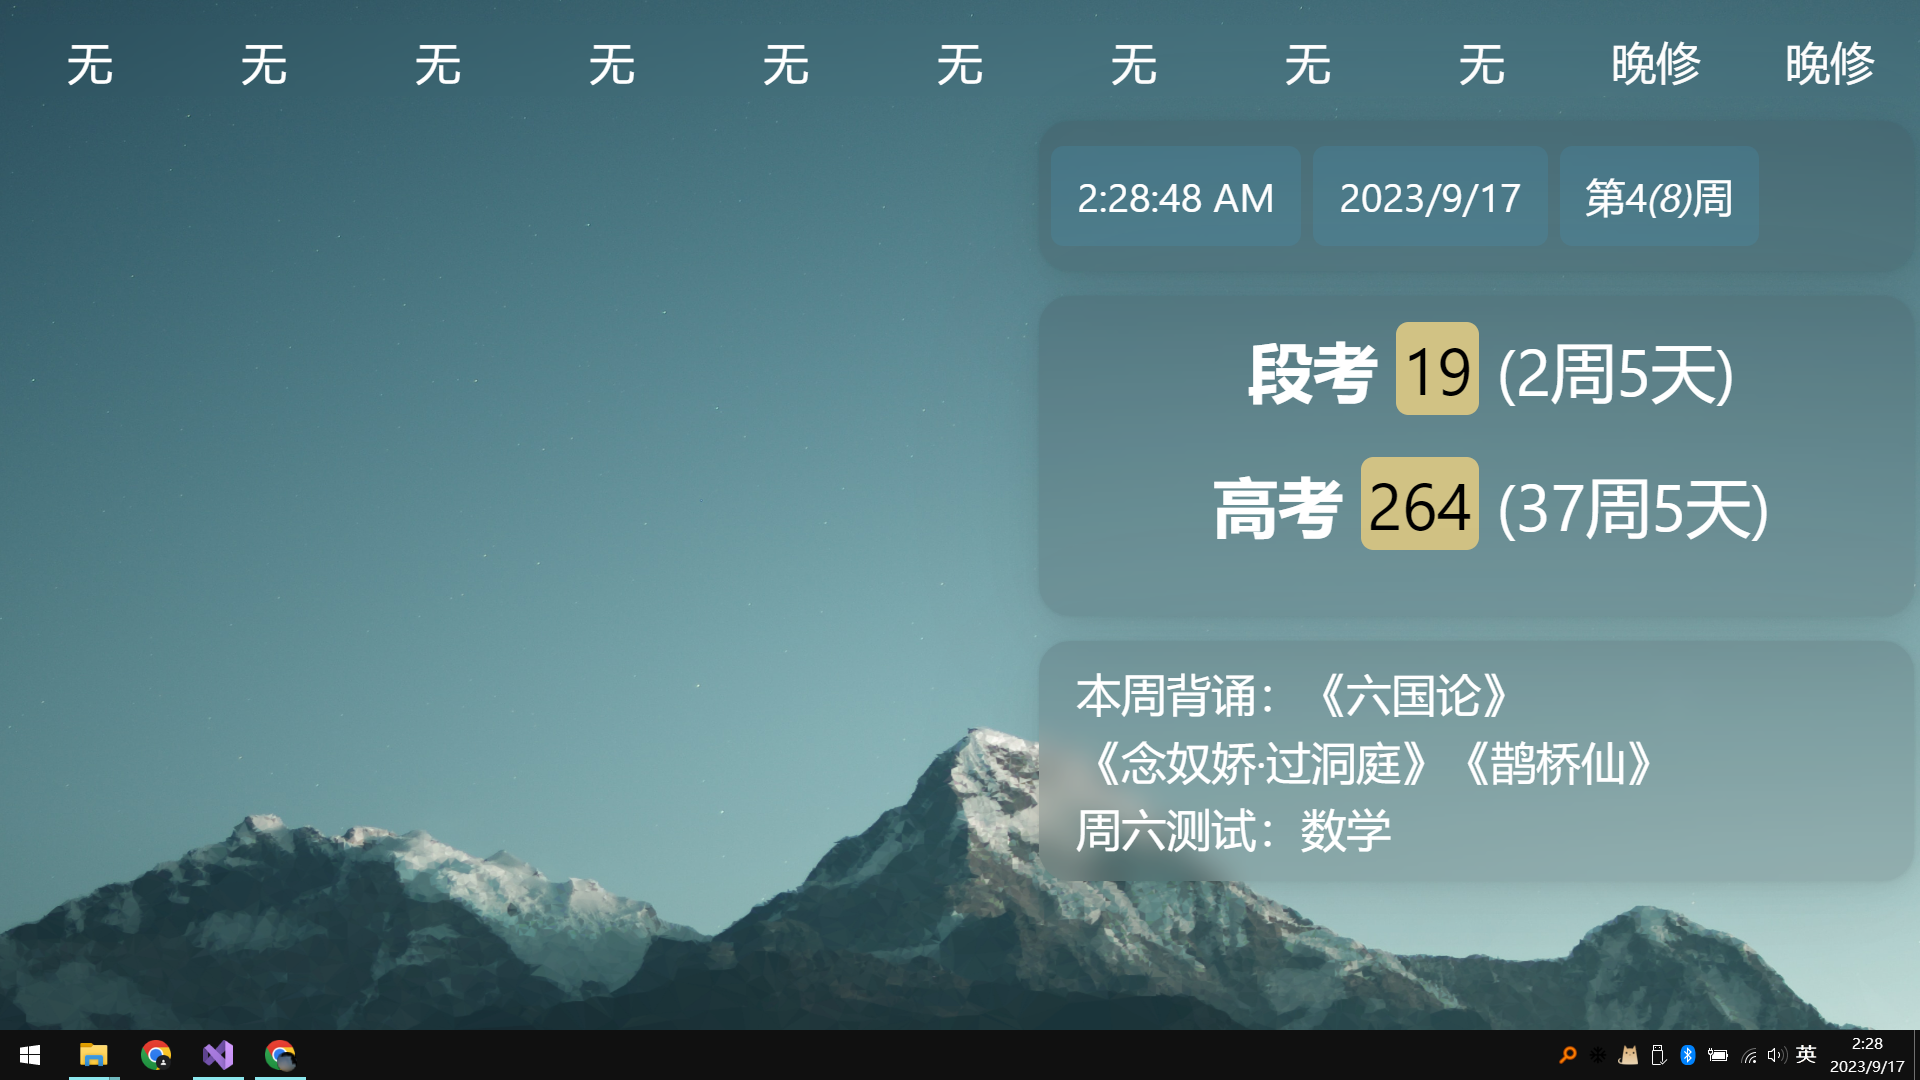 无 无 无 无 无 无 无 无 无 晚修 晚修
2:28:48 AM 2023/9/17 第4(8)周
段考 19 (2周5天)
高考 264 (37周5天)
本周背诵：《六国论》
《念奴娇·过洞庭》《鹊桥仙》
周六测试：数学
英 2:28
2023/9/17